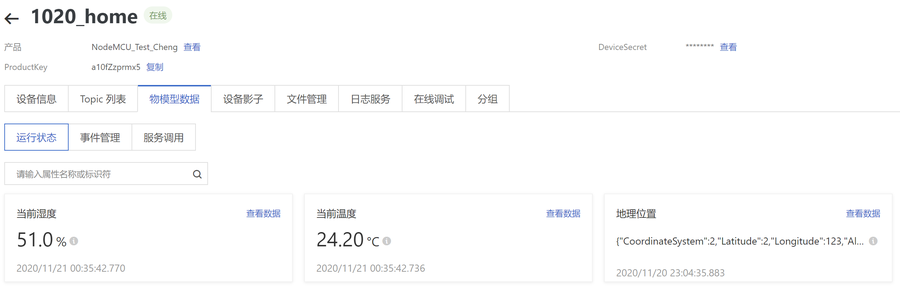 ← 1020_home 在线
产品 NodeMCU_Test_Cheng 查看 DeviceSecret ******** 查看
ProductKey a10fZzprmx5 复制
设备信息 Topic 列表 物模型数据 设备影子 文件管理 日志服务 在线调试 分组
运行状态 事件管理 服务调用
请输入属性名称或标识符
当前湿度 查看数据 当前温度 查看数据 地理位置 查看数据
51.0 % 24.20 °C {"CoordinateSystem":2,"Latitude":2,"Longitude":123,"Al...
2020/11/21 00:35:42.770 2020/11/21 00:35:42.736 2020/11/20 23:04:35.883